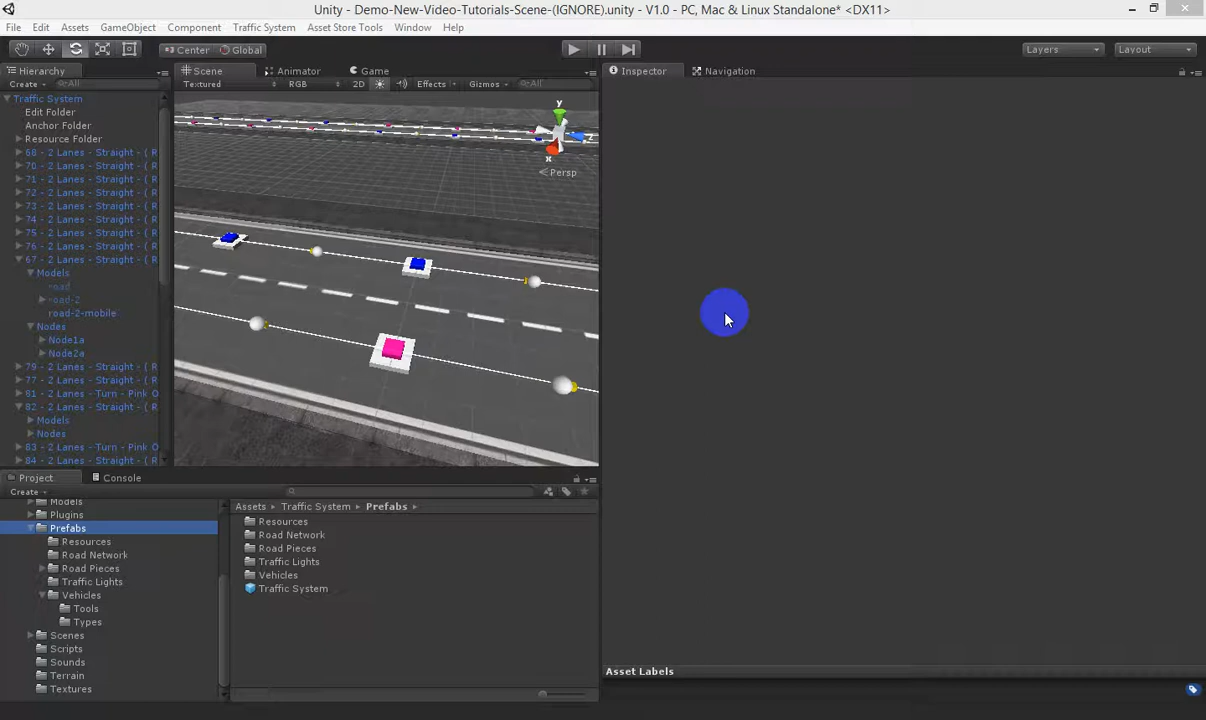 Unity - Demo-New-Video-Tutorials-Scene-(IGNORE).unity - V1.0 - PC, Mac & Linux Standalone* <DX11>
File Edit Assets GameObject Component Traffic System Asset Store Tools Window Help
Center Global Layers Layout
Hierarchy Scene Animator Game Inspector Navigation
Create All Textured RGB 2D Effects Gizmos All
Traffic System
Edit Folder
Anchor Folder
Resource Folder
68 - 2 Lanes - Straight - ( R
70 - 2 Lanes - Straight - ( R
71 - 2 Lanes - Straight - ( R
72 - 2 Lanes - Straight - ( R
73 - 2 Lanes - Straight - ( R
74 - 2 Lanes - Straight - ( R
75 - 2 Lanes - Straight - ( R
76 - 2 Lanes - Straight - ( R
67 - 2 Lanes - Straight - ( R
Models
road
road-2
road-2-mobile
Nodes
Node1a
Node2a
79 - 2 Lanes - Straight - ( R
77 - 2 Lanes - Straight - ( R
81 - 2 Lanes - Turn - Pink O
82 - 2 Lanes - Straight - ( R
Models
Nodes
83 - 2 Lanes - Turn - Pink O
84 - 2 Lanes - Straight - ( R
y
z
x
Persp
Project Console
Create
Models
Plugins
Prefabs
Resources
Road Network
Road Pieces
Traffic Lights
Vehicles
Tools
Types
Scenes
Scripts
Sounds
Terrain
Textures
Assets Traffic System Prefabs
Resources
Road Network
Road Pieces
Traffic Lights
Vehicles
Traffic System
Asset Labels